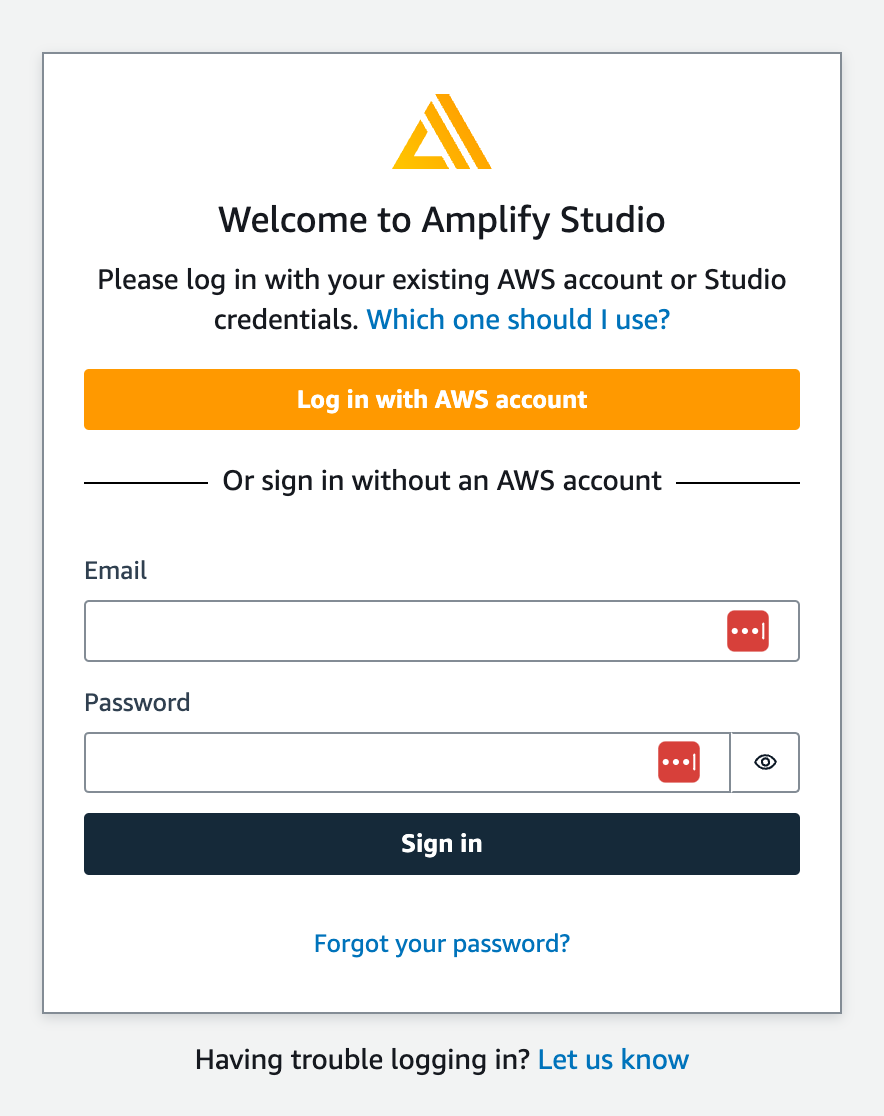 Welcome to Amplify Studio
Please log in with your existing AWS account or Studio
credentials. Which one should I use?
Log in with AWS account
Or sign in without an AWS account
Email
Password
Sign in
Forgot your password?
Having trouble logging in? Let us know